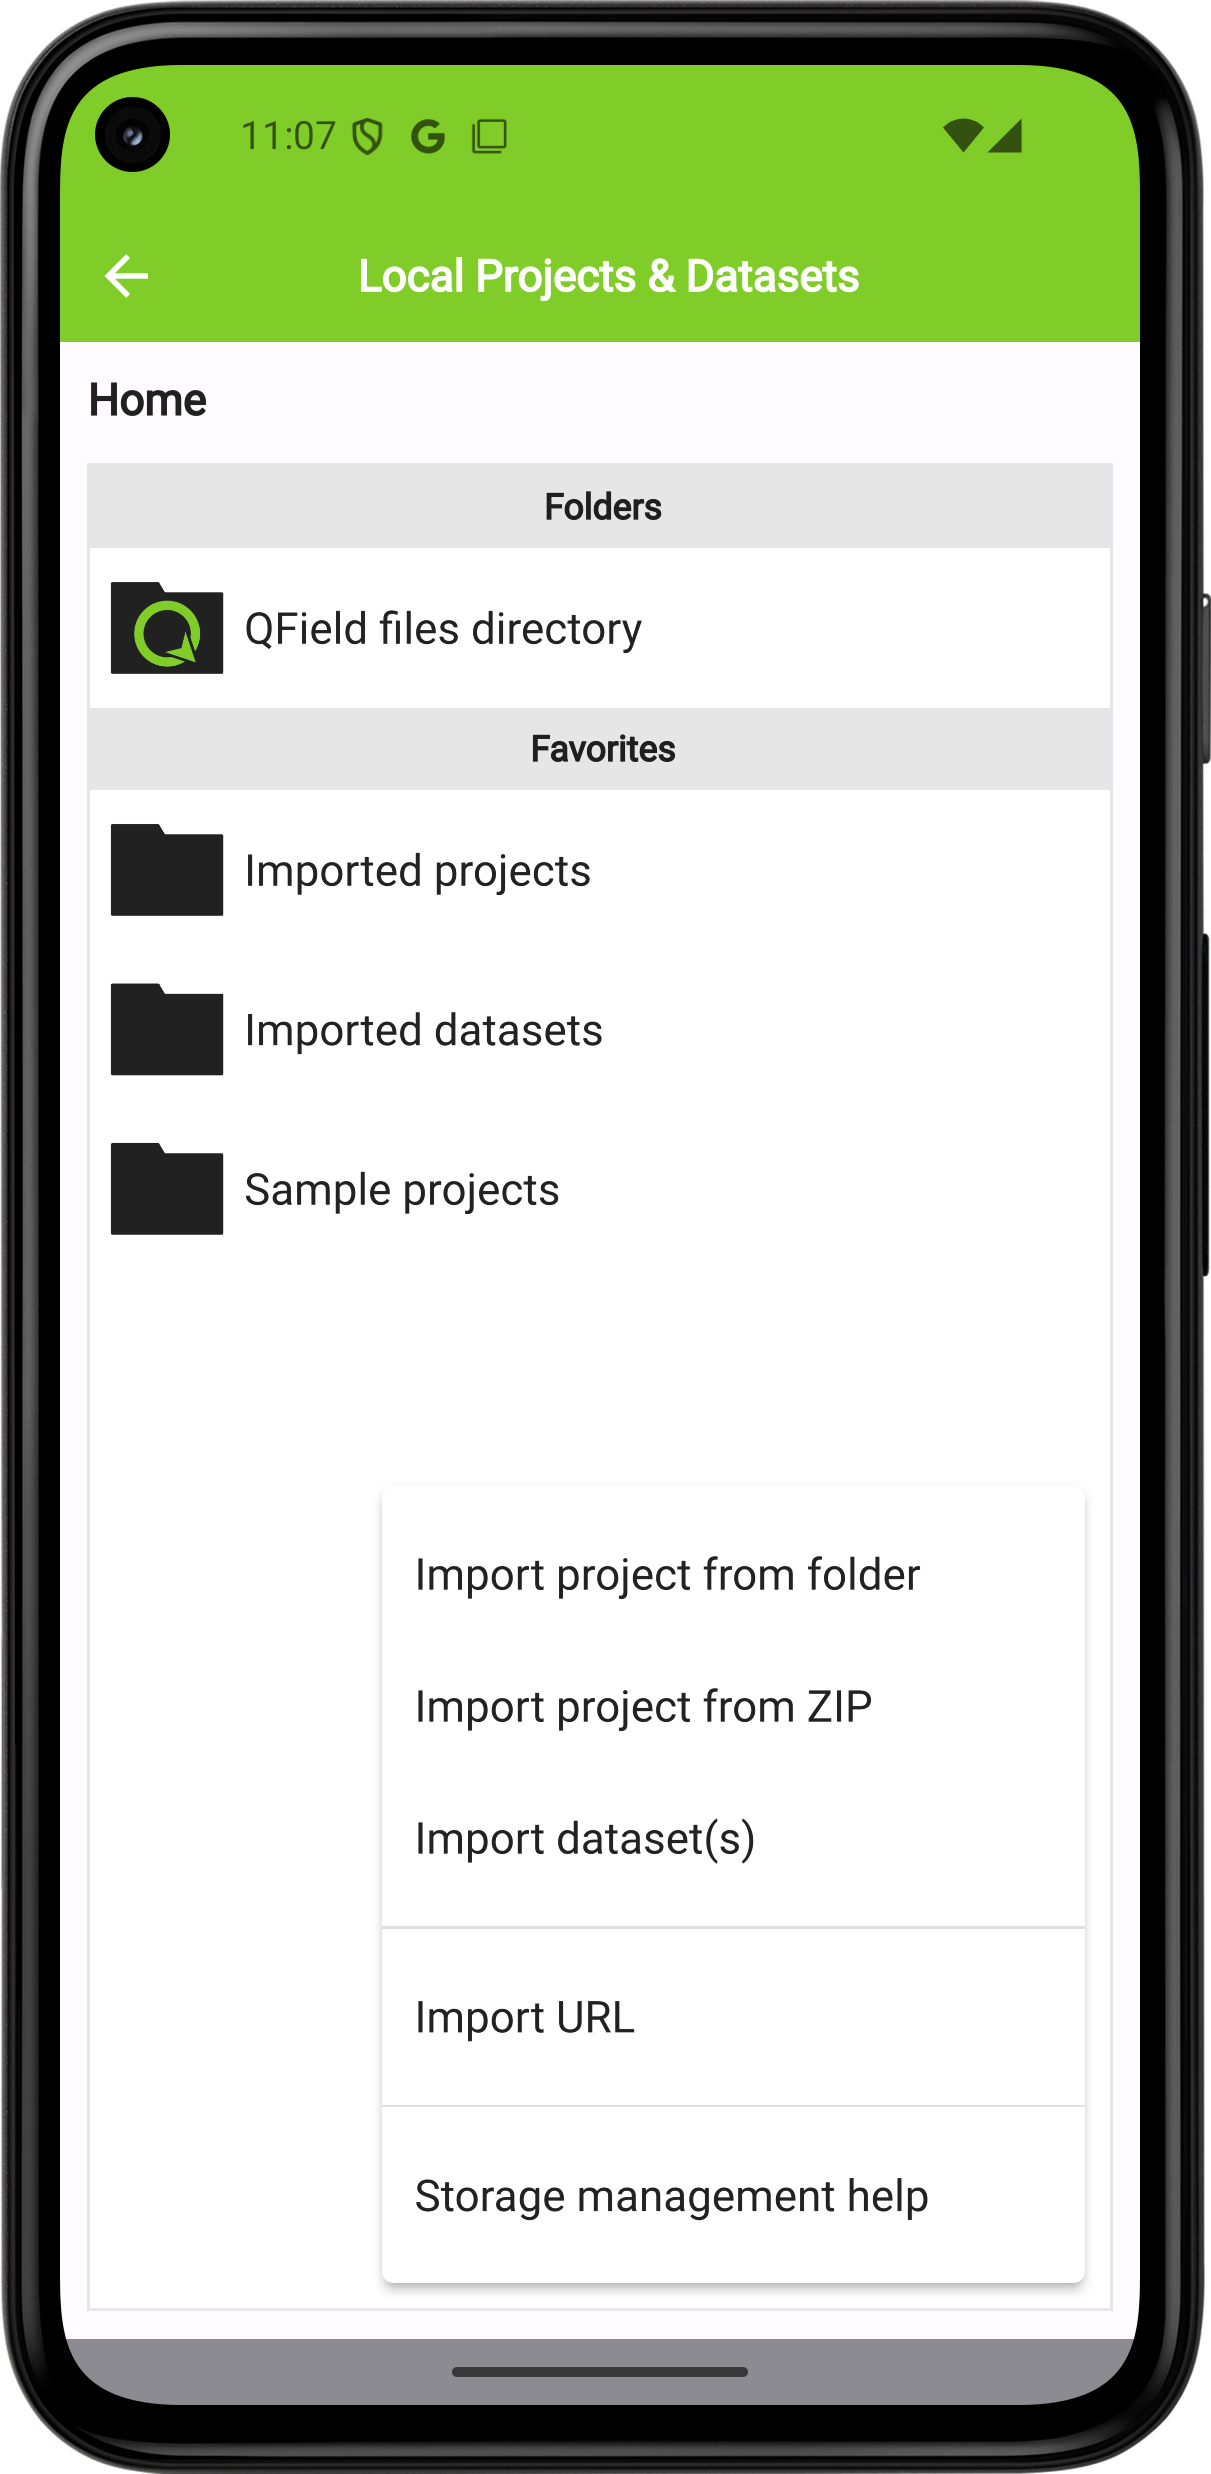 11:07
Local Projects & Datasets
Home
Folders
QField files directory
Favorites
Imported projects
Imported datasets
Sample projects
Import project from folder
Import project from ZIP
Import dataset(s)
Import URL
Storage management help